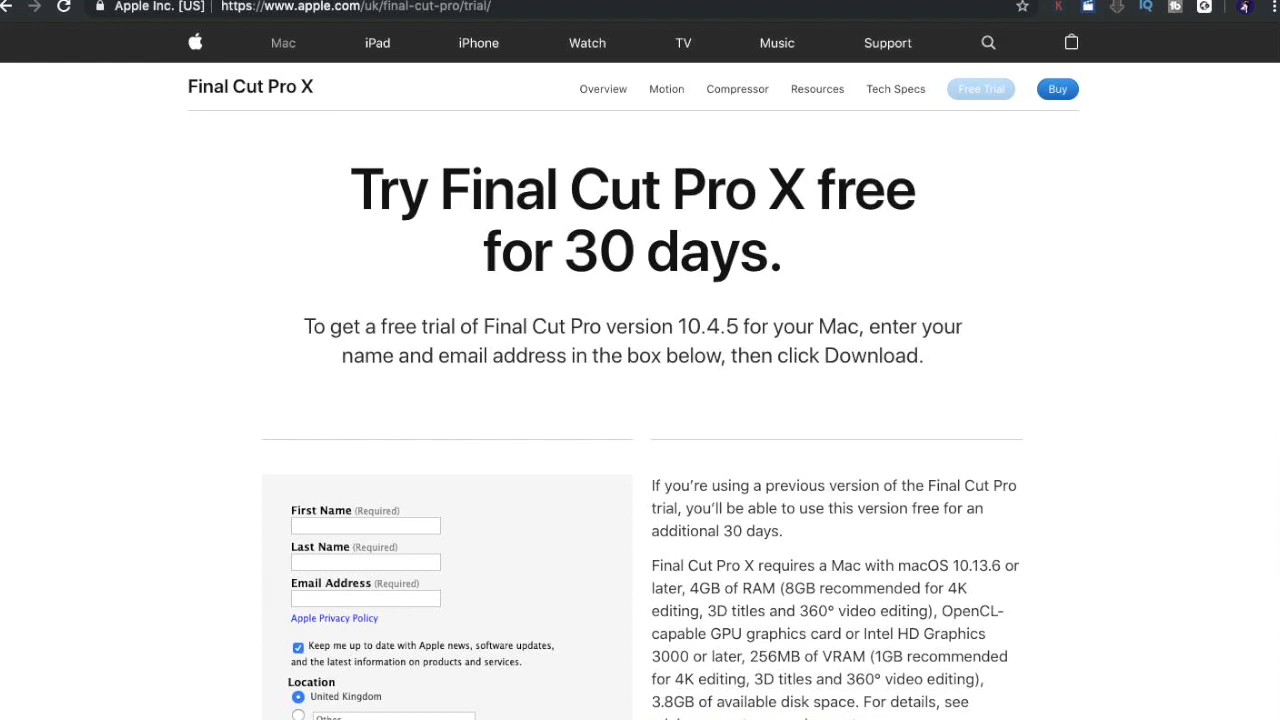 Apple Inc. [US] https://www.apple.com/uk/final-cut-pro/trial/
K IQ tb
Mac iPad iPhone Watch TV Music Support
Final Cut Pro X Overview Motion Compressor Resources Tech Specs Free Trial Buy
Try Final Cut Pro X free
for 30 days.
To get a free trial of Final Cut Pro version 10.4.5 for your Mac, enter your
name and email address in the box below, then click Download.
First Name (Required)
Last Name (Required)
Email Address (Required)
Apple Privacy Policy
Keep me up to date with Apple news, software updates,
and the latest information on products and services.
Location
United Kingdom
Other
If you’re using a previous version of the Final Cut Pro
trial, you’ll be able to use this version free for an
additional 30 days.
Final Cut Pro X requires a Mac with macOS 10.13.6 or
later, 4GB of RAM (8GB recommended for 4K
editing, 3D titles and 360° video editing), OpenCL-
capable GPU graphics card or Intel HD Graphics
3000 or later, 256MB of VRAM (1GB recommended
for 4K editing, 3D titles and 360° video editing),
3.8GB of available disk space. For details, see